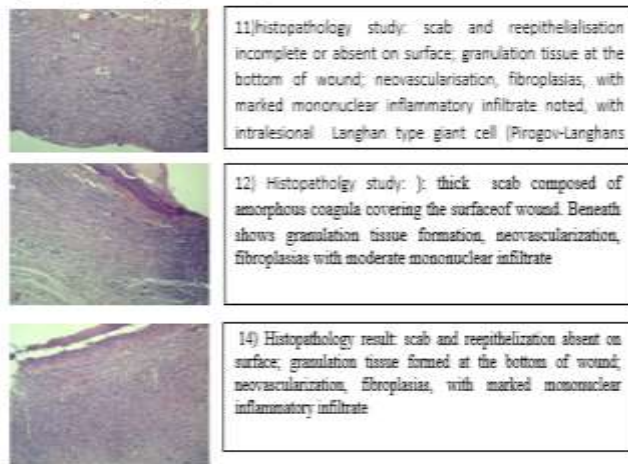 11)histopathology study: scab and reepithelialisation
incomplete or absent on surface; granulation tissue at the
bottom of wound; neovascularisation, fibroplasias, with
marked mononuclear inflammatory infiltrate noted, with
intralesional Langhan type giant cell (Pirogov-Langhans
12) Histopatholgy study: ): thick scab composed of
amorphous coagula covering the surfaceof wound. Beneath
shows granulation tissue formation, neovascularization,
fibroplasias with moderate mononuclear infiltrate
14) Histopathology result: scab and reepithelization absent on
surface; granulation tissue formed at the bottom of wound;
neovascularization, fibroplasias, with marked mononuclear
inflammatory infiltrate